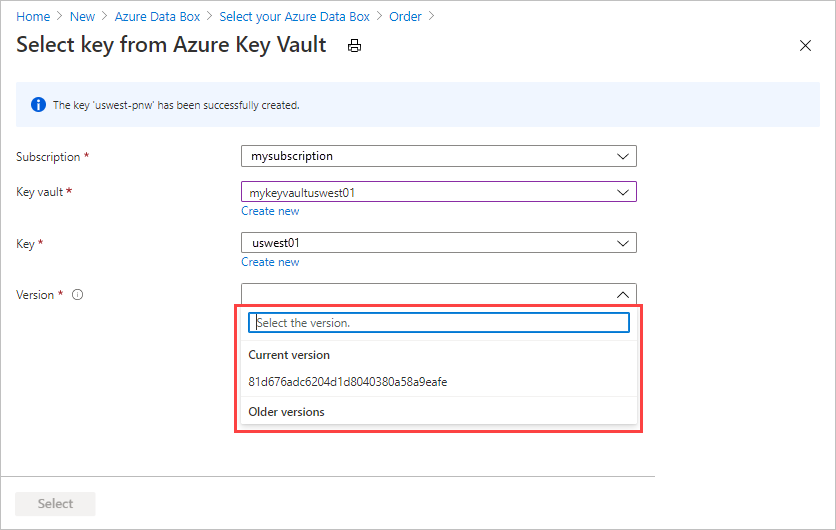 Home > New > Azure Data Box > Select your Azure Data Box > Order >
Select key from Azure Key Vault
The key 'uswest-pnw' has been successfully created.
Subscription *
mysubscription
Key vault *
mykeyvaultuswest01
Create new
Key *
uswest01
Create new
Version *
Select the version.
Current version
81d676adc6204d1d8040380a58a9eafe
Older versions
Select